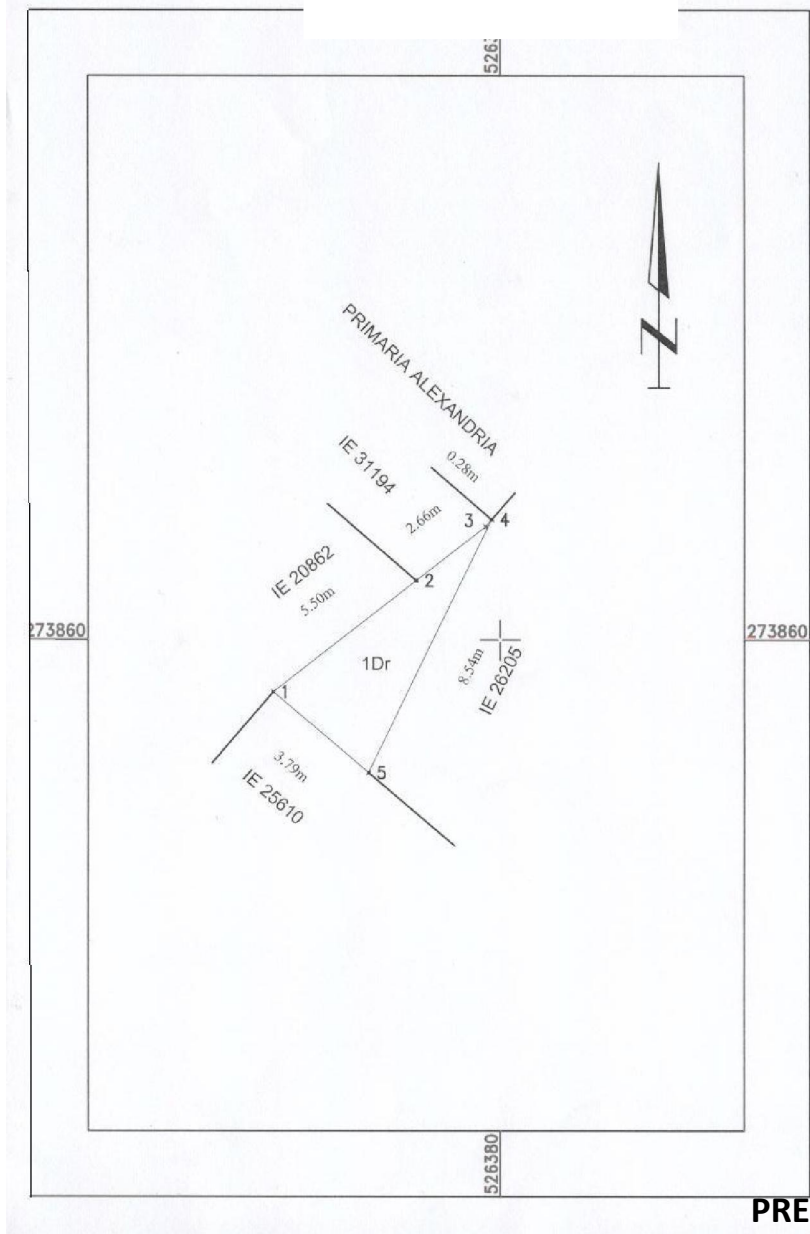 5263
N
PRIMARIA ALEXANDRIA
IE 31194
0.28m
2.66m
3
4
IE 20862
5.50m
2
273860
273860
1Dr
8.54m
IE 26205
1
3.79m
IE 25610
5
526380
PRE